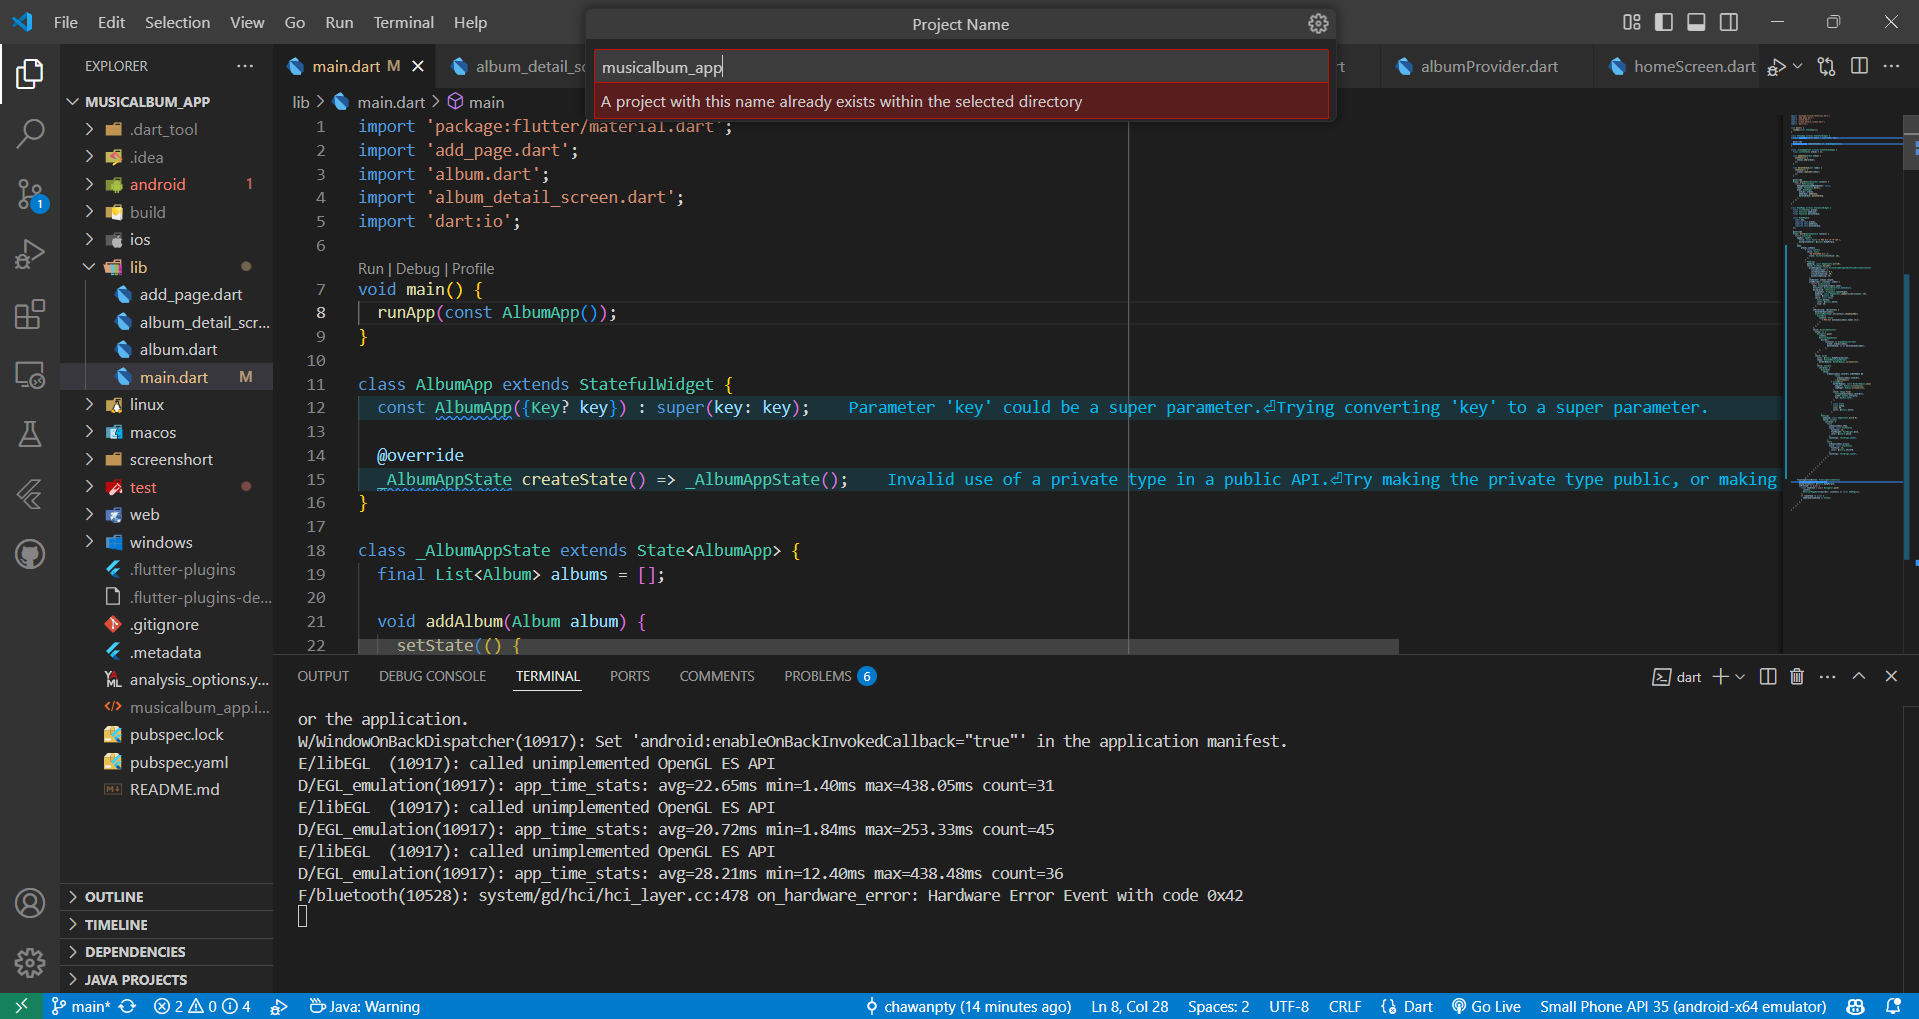 File Edit Selection View Go Run Terminal Help
Project Name
musicalbum_app
A project with this name already exists within the selected directory
EXPLORER
main.dart M
album_detail_sc
rt
albumProvider.dart
homeScreen.dart
lib > main.dart > main
MUSICALBUM_APP
.dart_tool
.idea
android 1
build
ios
lib
add_page.dart
album_detail_scr...
album.dart
main.dart M
linux
macos
screenshort
test
web
windows
.flutter-plugins
.flutter-plugins-de...
.gitignore
.metadata
analysis_options.y...
musicalbum_app.i...
pubspec.lock
pubspec.yaml
README.md
OUTLINE
TIMELINE
DEPENDENCIES
JAVA PROJECTS
1
1 import 'package:flutter/material.dart';
2 import 'add_page.dart';
3 import 'album.dart';
4 import 'album_detail_screen.dart';
5 import 'dart:io';
6
Run | Debug | Profile
7 void main() {
8 runApp(const AlbumApp());
9 }
10
11 class AlbumApp extends StatefulWidget {
12 const AlbumApp({Key? key}) : super(key: key); Parameter 'key' could be a super parameter.⏎Trying converting 'key' to a super parameter.
13
14 @override
15 _AlbumAppState createState() => _AlbumAppState(); Invalid use of a private type in a public API.⏎Try making the private type public, or making
16 }
17
18 class _AlbumAppState extends State<AlbumApp> {
19 final List<Album> albums = [];
20
21 void addAlbum(Album album) {
22 setState(() {
OUTPUT DEBUG CONSOLE TERMINAL PORTS COMMENTS PROBLEMS 6
dart
or the application.
W/WindowOnBackDispatcher(10917): Set 'android:enableOnBackInvokedCallback="true"' in the application manifest.
E/libEGL  (10917): called unimplemented OpenGL ES API
D/EGL_emulation(10917): app_time_stats: avg=22.65ms min=1.40ms max=438.05ms count=31
E/libEGL  (10917): called unimplemented OpenGL ES API
D/EGL_emulation(10917): app_time_stats: avg=20.72ms min=1.84ms max=253.33ms count=45
E/libEGL  (10917): called unimplemented OpenGL ES API
D/EGL_emulation(10917): app_time_stats: avg=28.21ms min=12.40ms max=438.48ms count=36
F/bluetooth(10528): system/gd/hci/hci_layer.cc:478 on_hardware_error: Hardware Error Event with code 0x42
main* 2 0 4 Java: Warning chawanpty (14 minutes ago) Ln 8, Col 28 Spaces: 2 UTF-8 CRLF {} Dart Go Live Small Phone API 35 (android-x64 emulator)